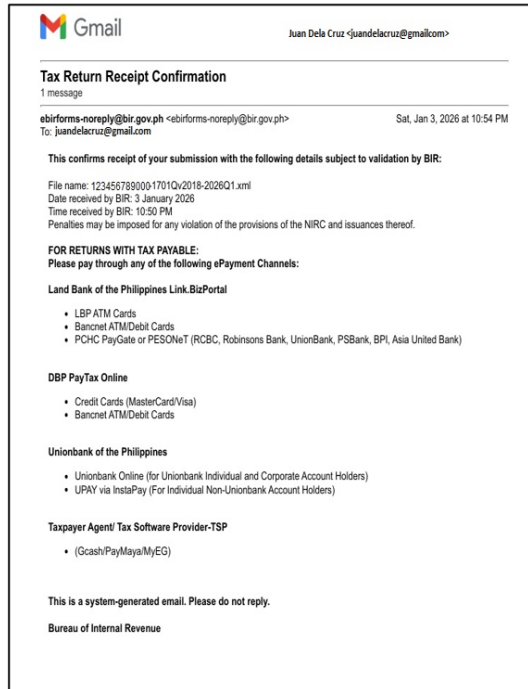 Gmail
Juan Dela Cruz <juandelacruz@gmailcom>
Tax Return Receipt Confirmation
1 message
ebirforms-noreply@bir.gov.ph <ebirforms-noreply@bir.gov.ph> Sat, Jan 3, 2026 at 10:54 PM
To: juandelacruz@gmail.com
This confirms receipt of your submission with the following details subject to validation by BIR:
File name: 123456789000-1701Qv2018-2026Q1.xml
Date received by BIR: 3 January 2026
Time received by BIR: 10:50 PM
Penalties may be imposed for any violation of the provisions of the NIRC and issuances thereof.
FOR RETURNS WITH TAX PAYABLE:
Please pay through any of the following ePayment Channels:
Land Bank of the Philippines Link.BizPortal
• LBP ATM Cards
• Bancnet ATM/Debit Cards
• PCHC PayGate or PESONeT (RCBC, Robinsons Bank, UnionBank, PSBank, BPI, Asia United Bank)
DBP PayTax Online
• Credit Cards (MasterCard/Visa)
• Bancnet ATM/Debit Cards
Unionbank of the Philippines
• Unionbank Online (for Unionbank Individual and Corporate Account Holders)
• UPAY via InstaPay (For Individual Non-Unionbank Account Holders)
Taxpayer Agent/ Tax Software Provider-TSP
• (Gcash/PayMaya/MyEG)
This is a system-generated email. Please do not reply.
Bureau of Internal Revenue